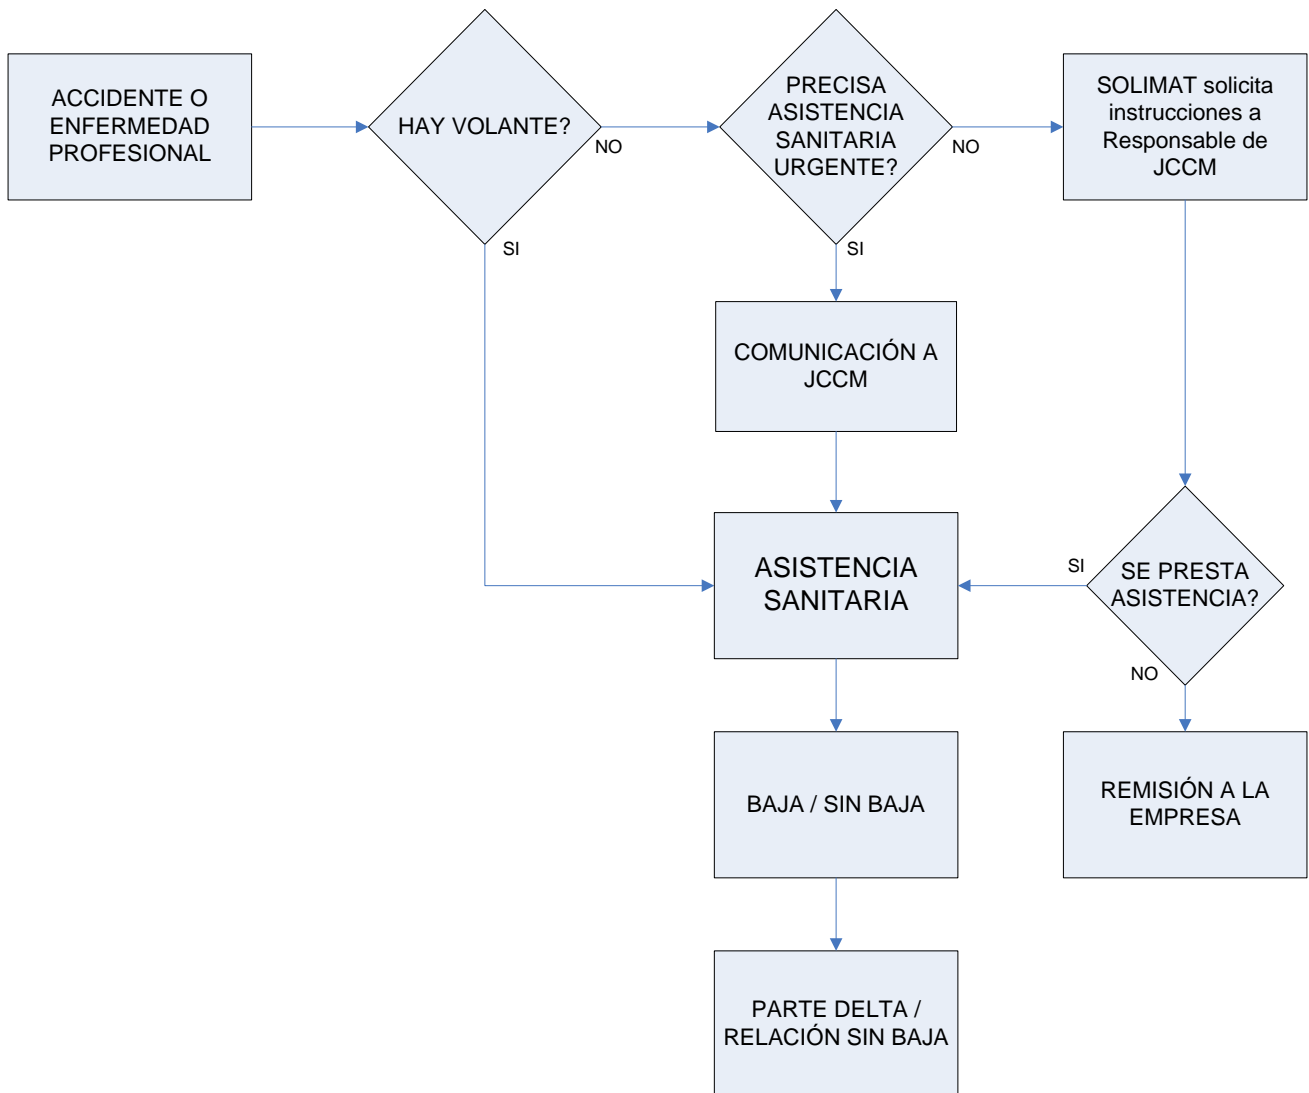 ACCIDENTE O
ENFERMEDAD
PROFESIONAL
HAY VOLANTE?
NO
SI
PRECISA
ASISTENCIA
SANITARIA
URGENTE?
NO
SI
SOLIMAT solicita
instrucciones a
Responsable de
JCCM
COMUNICACIÓN A
JCCM
ASISTENCIA
SANITARIA
SI
SE PRESTA
ASISTENCIA?
NO
BAJA / SIN BAJA
REMISIÓN A LA
EMPRESA
PARTE DELTA /
RELACIÓN SIN BAJA